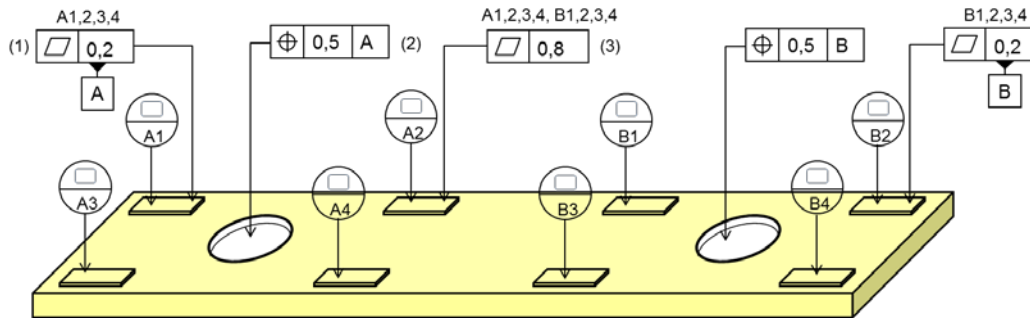 A1,2,3,4
A1,2,3,4, B1,2,3,4
B1,2,3,4
(1) 0,2
0,5 A (2)
0,8 (3)
0,5 B
0,2
A
B
A1
A2
B1
B2
A3
A4
B3
B4